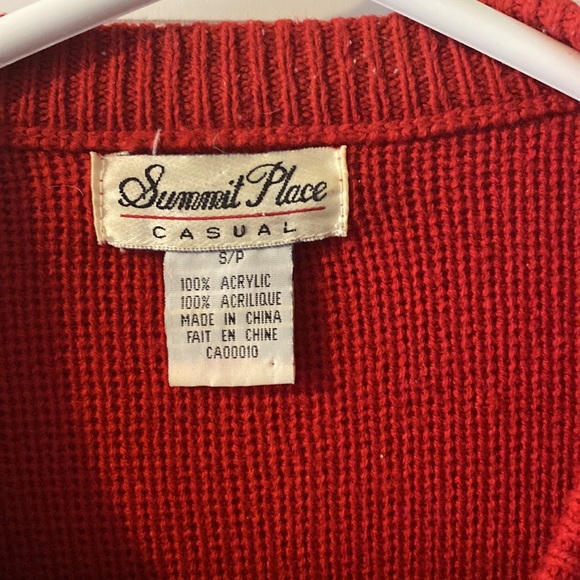 Summit Place
CASUAL
S/P
100% ACRYLIC
100% ACRILIQUE
MADE IN CHINA
FAIT EN CHINE
CA00010